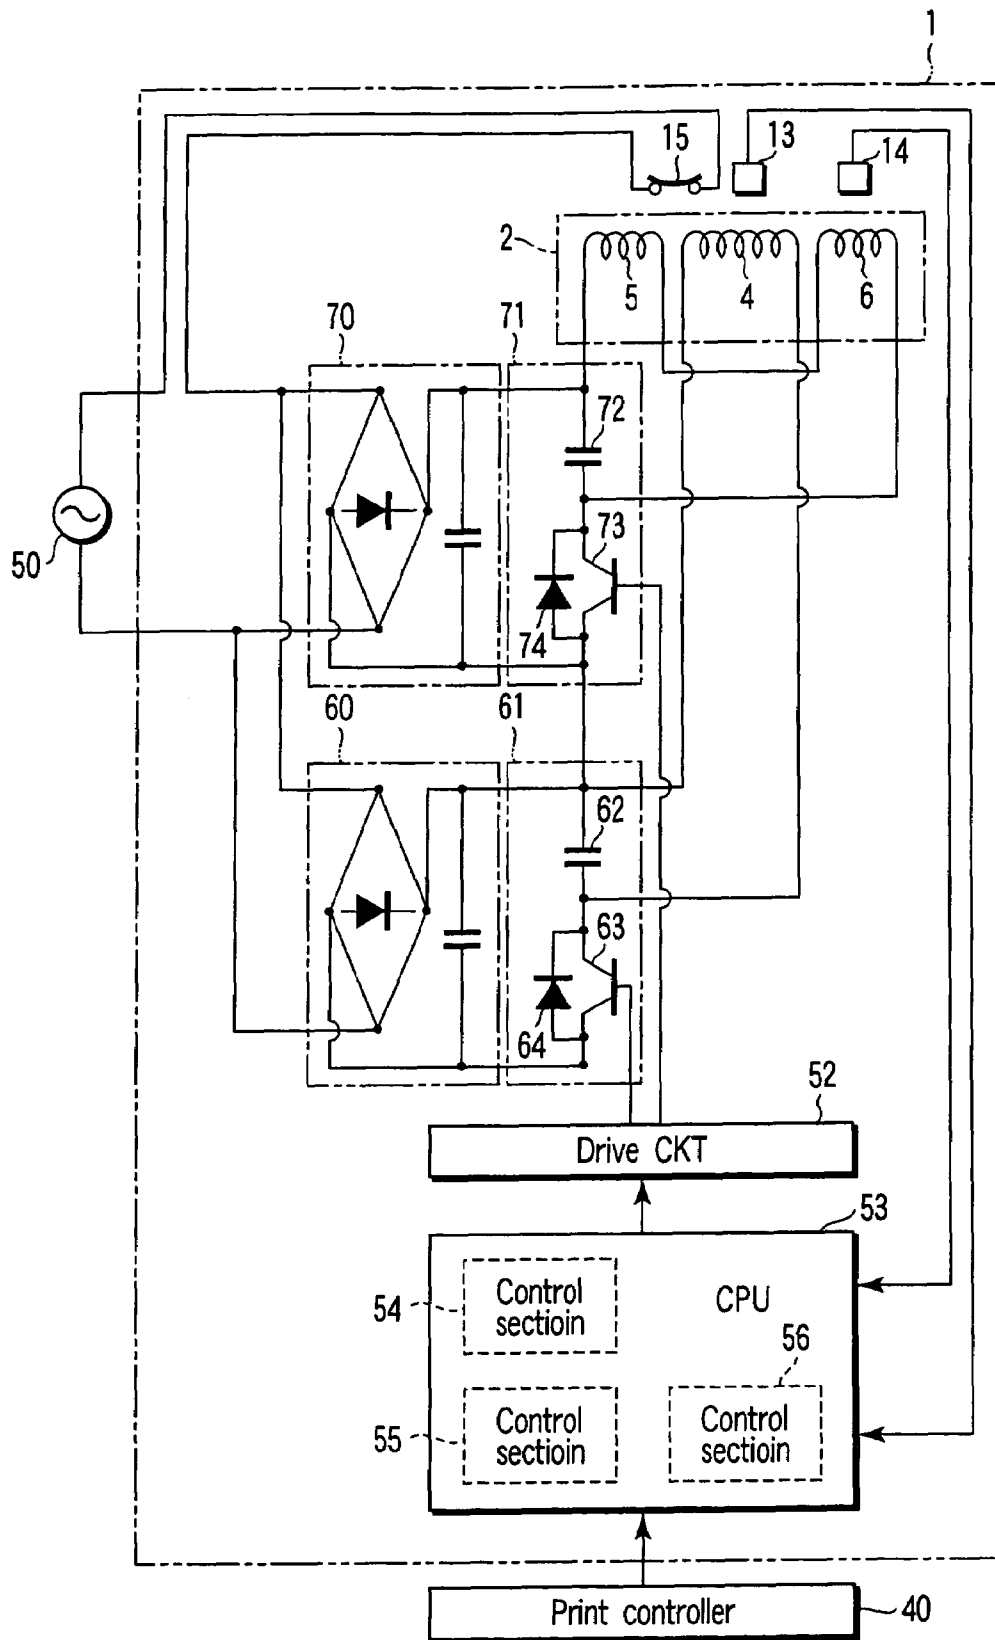 1
15
13
14
2
5
4
6
70
71
72
73
74
50
60
61
62
63
64
52
Drive CKT
53
54
Control
sectioin
CPU
56
55
Control
sectioin
Control
sectioin
Print controller
40